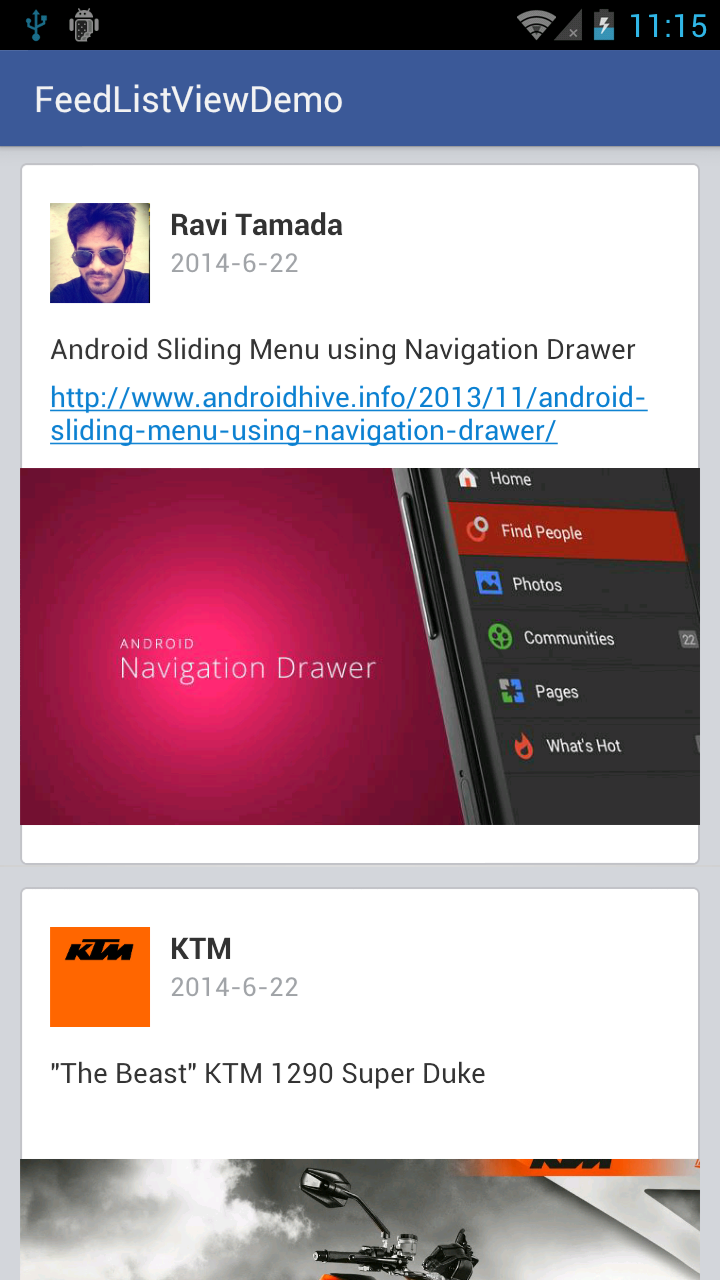 11:15
FeedListViewDemo
Ravi Tamada
2014-6-22
Android Sliding Menu using Navigation Drawer
http://www.androidhive.info/2013/11/android-
sliding-menu-using-navigation-drawer/
Home
Find People
Photos
ANDROID
Navigation Drawer
Communities
22
Pages
What's Hot
KTM
KTM
2014-6-22
"The Beast" KTM 1290 Super Duke
KTM